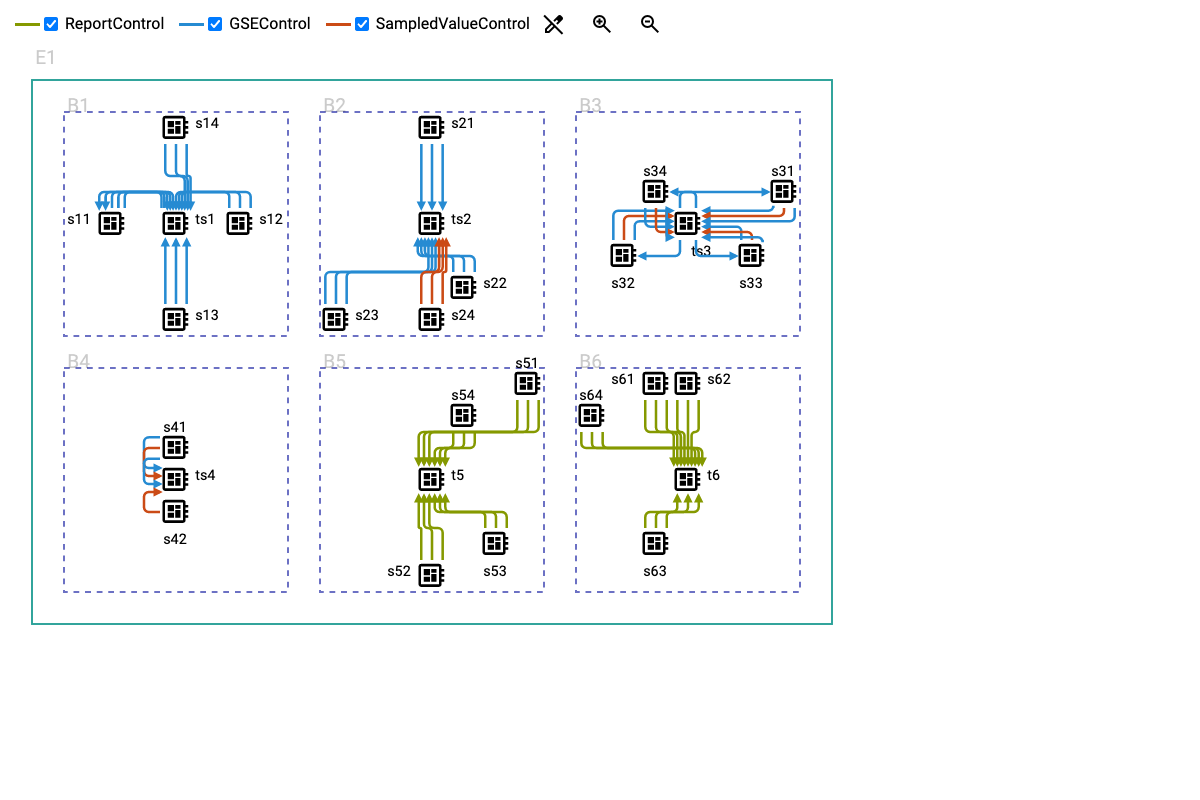 ReportControl GSEControl SampledValueControl
E1
B1 B2 B3
s14 s21
s34 s31
s11 ts1 s12 ts2
ts3
s32 s33
s22
s13 s23 s24
B4 B5 B6
s51
s61 s62
s54 s64
s41
ts4 t5 t6
s42
s52 s53 s63